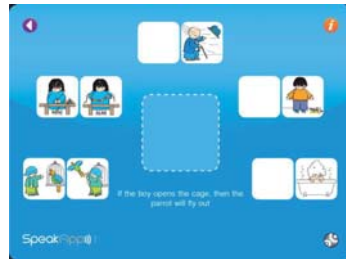 i
If the boy opens the cage, then the
parrot will fly out
SpeakApp